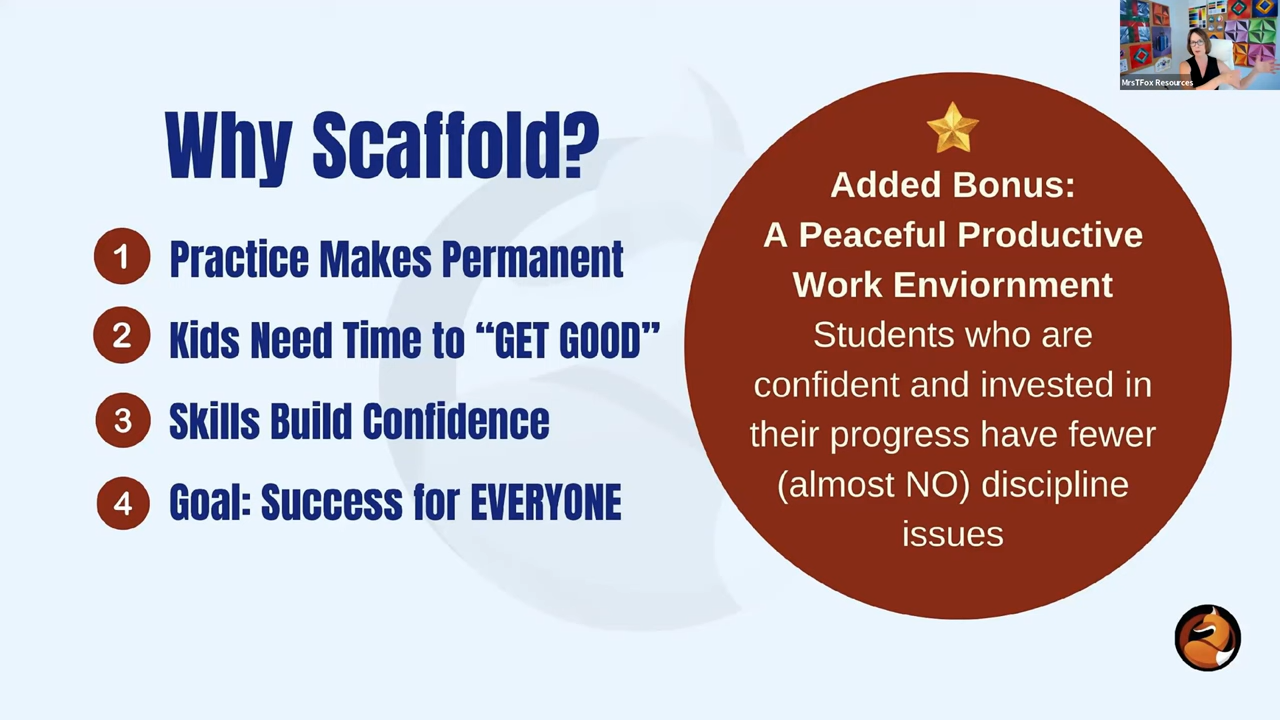 Why Scaffold?
1 Practice Makes Permanent
2 Kids Need Time to “GET GOOD”
3 Skills Build Confidence
4 Goal: Success for EVERYONE
Added Bonus:
A Peaceful Productive
Work Enviornment
Students who are
confident and invested in
their progress have fewer
(almost NO) discipline
issues
MrsTFox Resources